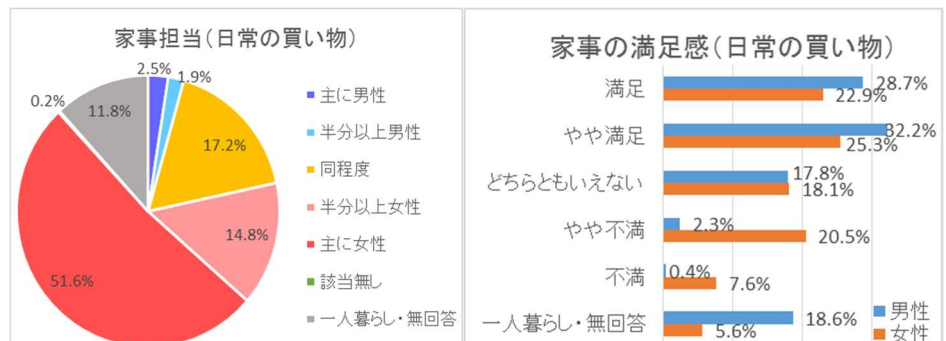 家事担当（日常の買い物）
2.5%
1.9%
0.2%
11.8%
17.2%
14.8%
51.6%
主に男性
半分以上男性
同程度
半分以上女性
主に女性
該当無し
一人暮らし・無回答
家事の満足感（日常の買い物）
満足
28.7%
22.9%
やや満足
32.2%
25.3%
どちらともいえない
17.8%
18.1%
やや不満
2.3%
20.5%
不満
0.4%
7.6%
一人暮らし・無回答
18.6%
5.6%
男性
女性